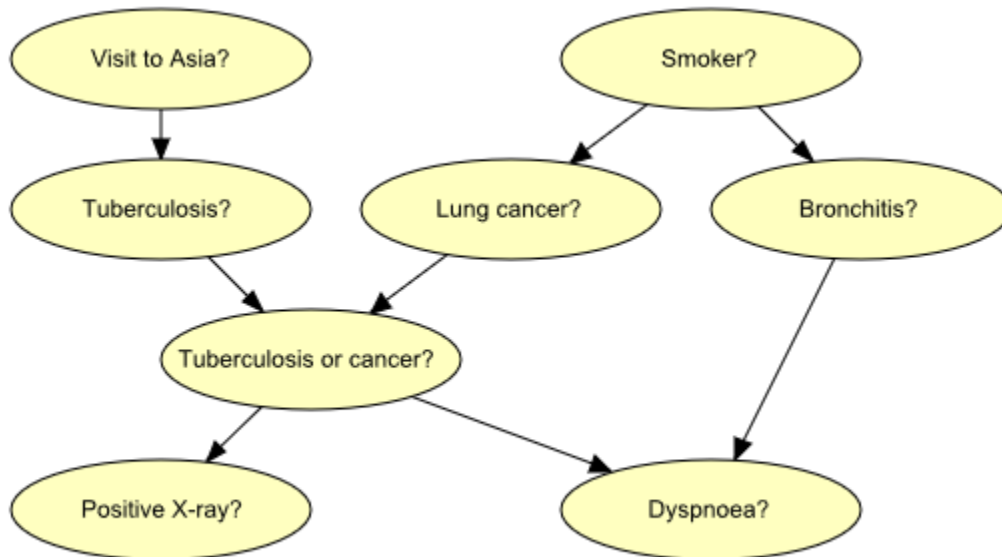 Visit to Asia?
Smoker?
Tuberculosis?
Lung cancer?
Bronchitis?
Tuberculosis or cancer?
Positive X-ray?
Dyspnoea?